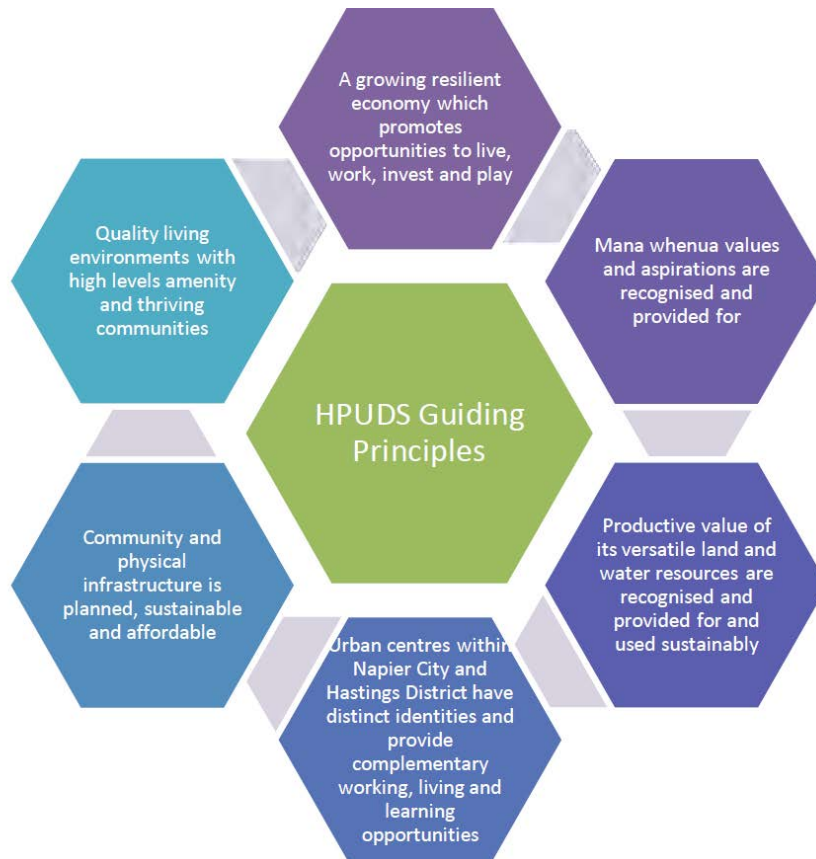 A growing resilient
economy which
promotes
opportunities to live,
work, invest and play
Mana whenua values
and aspirations are
recognised and
provided for
Productive value of
its versatile land and
water resources are
recognised and
provided for and
used sustainably
Urban centres within
Napier City and
Hastings District have
distinct identities and
provide
complementary
working, living and
learning
opportunities
Community and
physical
infrastructure is
planned, sustainable
and affordable
Quality living
environments with
high levels amenity
and thriving
communities
HPUDS Guiding
Principles